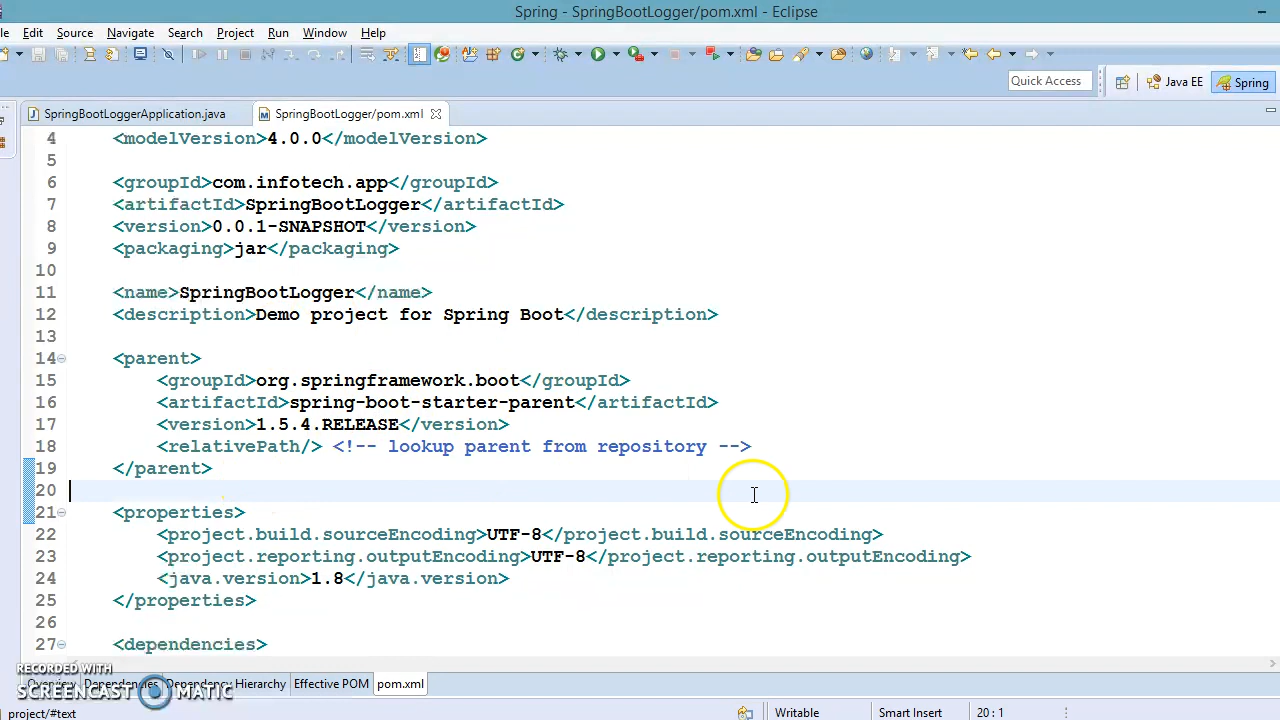 Spring - SpringBootLogger/pom.xml - Eclipse
Edit Source Navigate Search Project Run Window Help
Quick Access Java EE Spring
SpringBootLoggerApplication.java SpringBootLogger/pom.xml
4 <modelVersion>4.0.0</modelVersion>
5
6 <groupId>com.infotech.app</groupId>
7 <artifactId>SpringBootLogger</artifactId>
8 <version>0.0.1-SNAPSHOT</version>
9 <packaging>jar</packaging>
10
11 <name>SpringBootLogger</name>
12 <description>Demo project for Spring Boot</description>
13
14 <parent>
15 <groupId>org.springframework.boot</groupId>
16 <artifactId>spring-boot-starter-parent</artifactId>
17 <version>1.5.4.RELEASE</version>
18 <relativePath/> <!-- lookup parent from repository -->
19 </parent>
20
21 <properties>
22 <project.build.sourceEncoding>UTF-8</project.build.sourceEncoding>
23 <project.reporting.outputEncoding>UTF-8</project.reporting.outputEncoding>
24 <java.version>1.8</java.version>
25 </properties>
26
27 <dependencies>
RECORDED WITH
Overview Dependencies Dependency Hierarchy Effective POM pom.xml
SCREENCAST MATIC
project/#text Writable Smart Insert 20 : 1